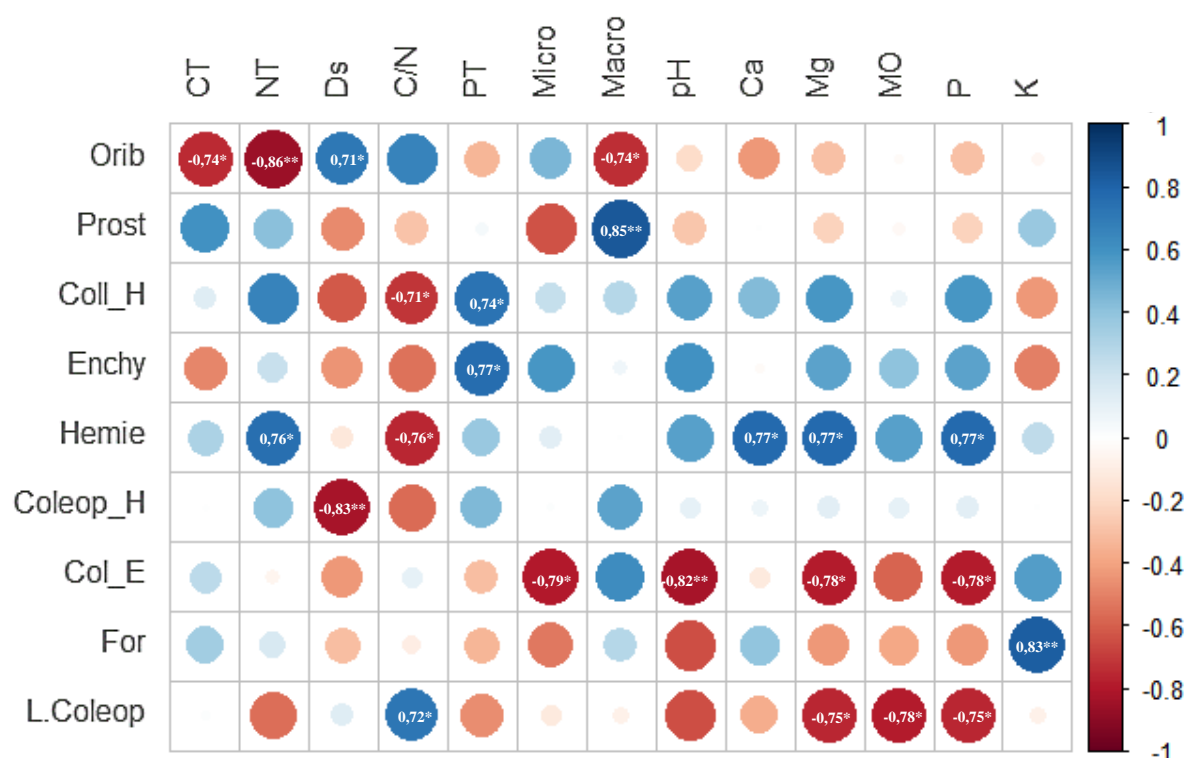 CT NT Ds C/N PT Micro Macro pH Ca Mg MO P K
Orib -0,74* -0,86** 0,71* -0,74*
Prost 0,85**
Coll_H -0,71* 0,74*
Enchy 0,77*
Hemie 0,76* -0,76* 0,77* 0,77* 0,77*
Coleop_H -0,83**
Col_E -0,79* -0,82** -0,78* -0,78*
For 0,83**
L.Coleop 0,72* -0,75* -0,78* -0,75*
1
0.8
0.6
0.4
0.2
0
-0.2
-0.4
-0.6
-0.8
-1